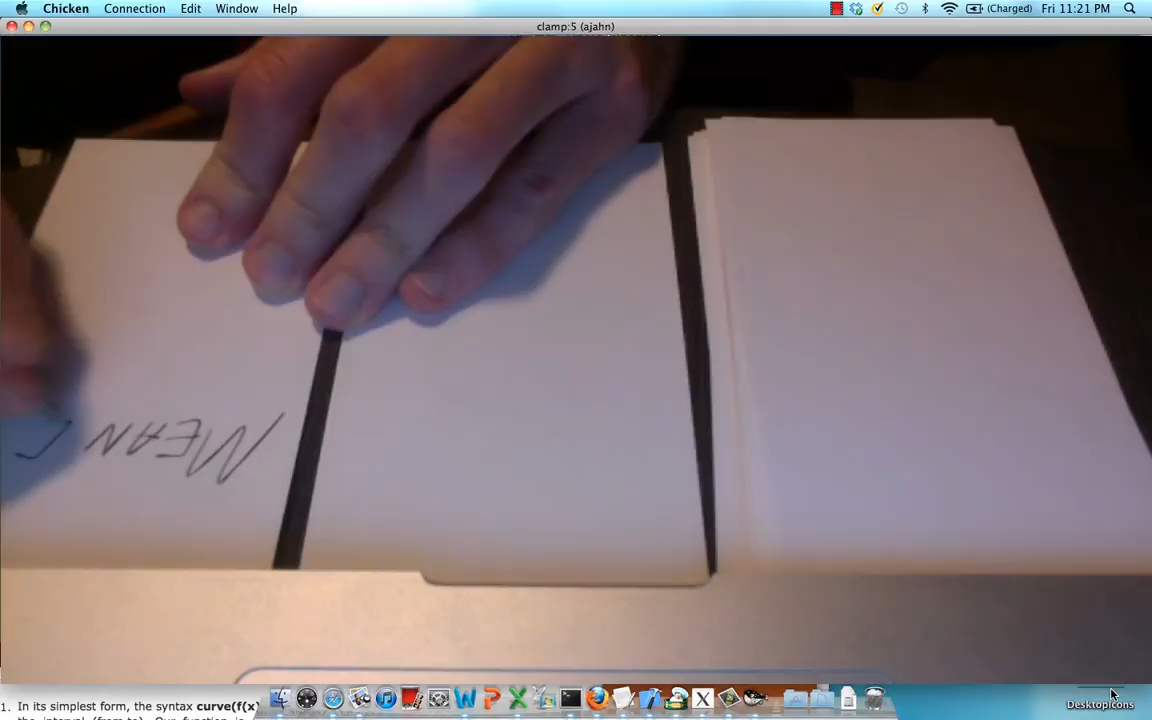 Chicken Connection Edit Window Help (Charged) Fri 11:21 PM
clamp:5 (ajahn)
MEAN
DesktopIcons
1. In its simplest form, the syntax curve(f(x)